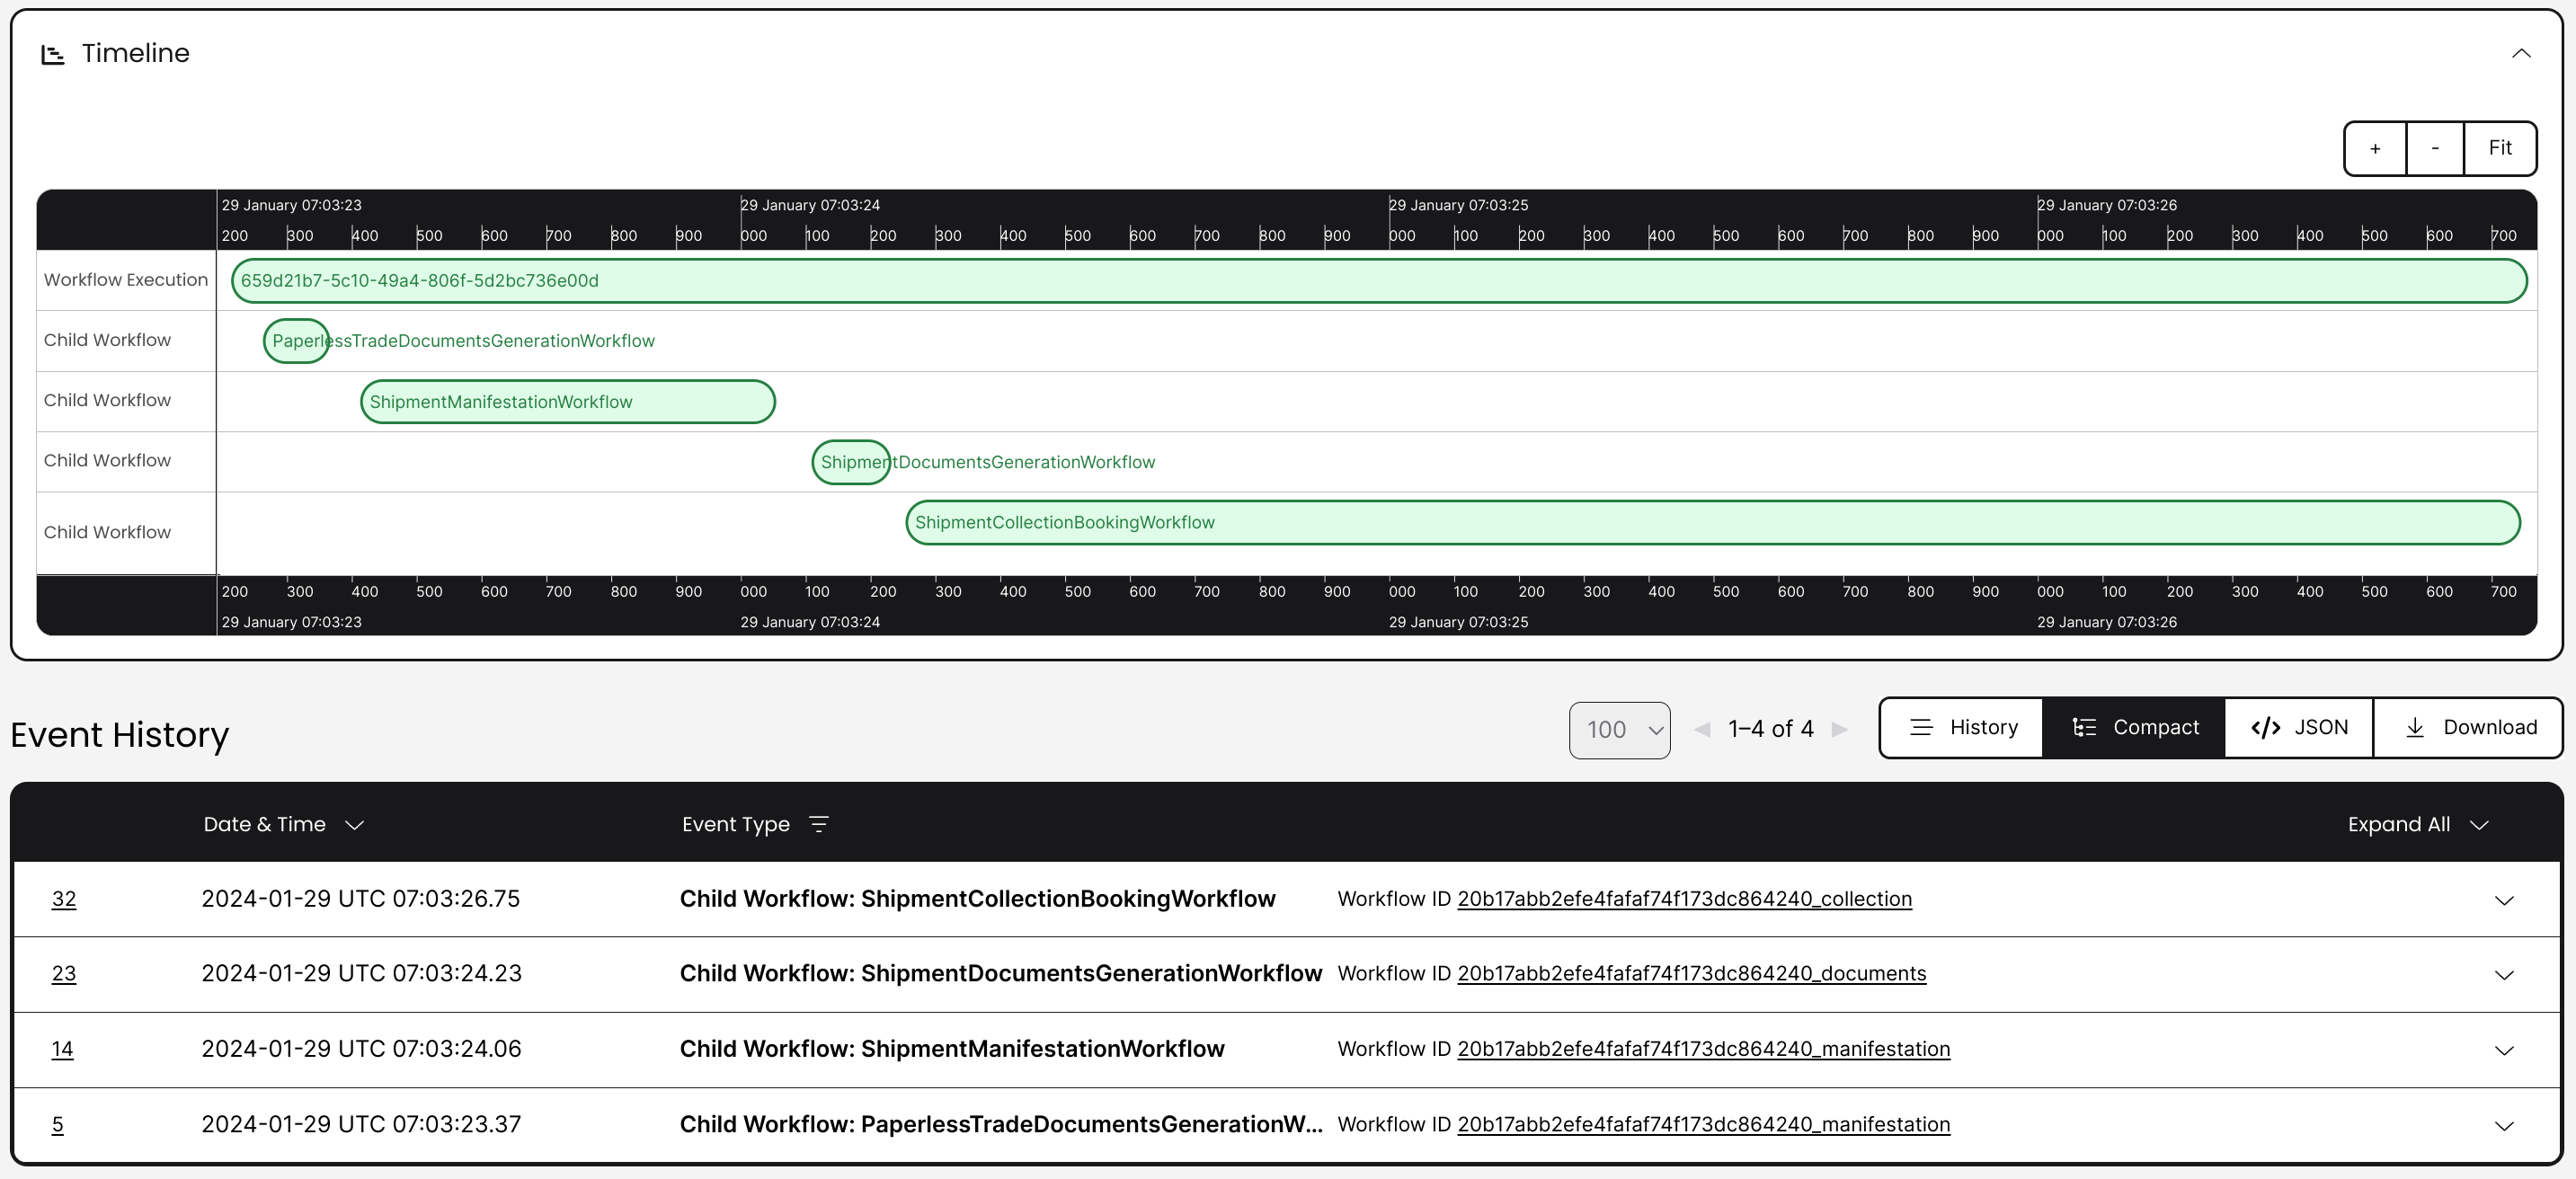 Timeline
+ - Fit
29 January 07:03:23 29 January 07:03:24 29 January 07:03:25 29 January 07:03:26
200 300 400 500 600 700 800 900 000 100 200 300 400 500 600 700 800 900 000 100 200 300 400 500 600 700 800 900 000 100 200 300 400 500 600 700
Workflow Execution 659d21b7-5c10-49a4-806f-5d2bc736e00d
Child Workflow PaperlessTradeDocumentsGenerationWorkflow
Child Workflow ShipmentManifestationWorkflow
Child Workflow ShipmentDocumentsGenerationWorkflow
Child Workflow ShipmentCollectionBookingWorkflow
200 300 400 500 600 700 800 900 000 100 200 300 400 500 600 700 800 900 000 100 200 300 400 500 600 700 800 900 000 100 200 300 400 500 600 700
29 January 07:03:23 29 January 07:03:24 29 January 07:03:25 29 January 07:03:26
Event History 100 1–4 of 4 History Compact JSON Download
Date & Time Event Type Expand All
32 2024-01-29 UTC 07:03:26.75 Child Workflow: ShipmentCollectionBookingWorkflow Workflow ID 20b17abb2efe4fafaf74f173dc864240_collection
23 2024-01-29 UTC 07:03:24.23 Child Workflow: ShipmentDocumentsGenerationWorkflow Workflow ID 20b17abb2efe4fafaf74f173dc864240_documents
14 2024-01-29 UTC 07:03:24.06 Child Workflow: ShipmentManifestationWorkflow Workflow ID 20b17abb2efe4fafaf74f173dc864240_manifestation
5 2024-01-29 UTC 07:03:23.37 Child Workflow: PaperlessTradeDocumentsGenerationW... Workflow ID 20b17abb2efe4fafaf74f173dc864240_manifestation